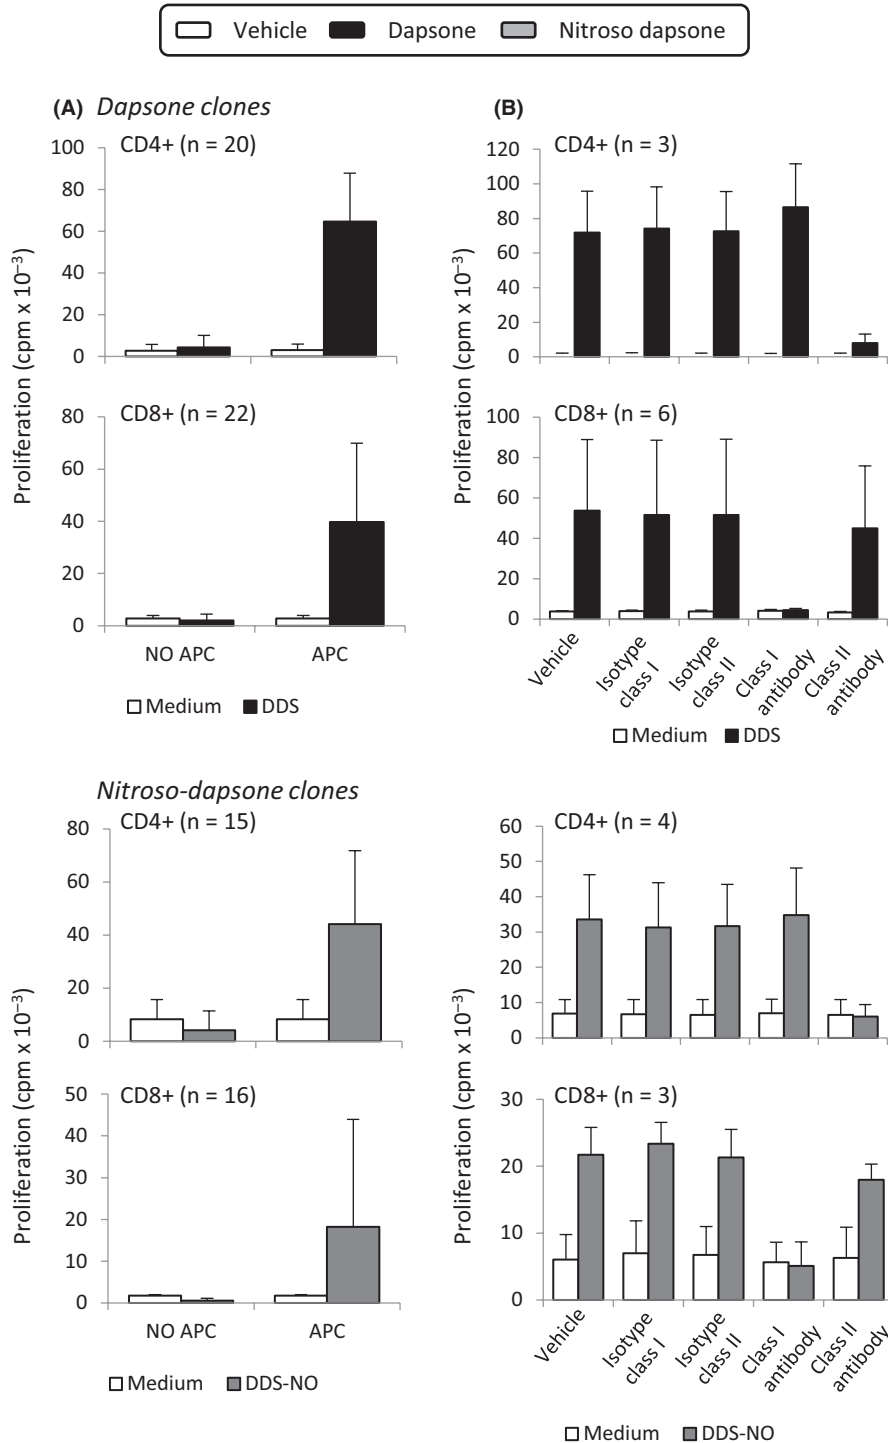 Vehicle Dapsone Nitroso dapsone
(A) Dapsone clones
CD4+ (n = 20)
100
80
60
40
20
0
CD8+ (n = 22)
80
60
40
20
0
Proliferation (cpm x 10⁻³)
NO APC APC
Medium DDS
(B)
CD4+ (n = 3)
120
100
80
60
40
20
0
CD8+ (n = 6)
100
80
60
40
20
0
Proliferation (cpm x 10⁻³)
Vehicle
Isotype
class I
Isotype
class II
Class I
antibody
Class II
antibody
Medium DDS
Nitroso-dapsone clones
CD4+ (n = 15)
80
60
40
20
0
CD8+ (n = 16)
50
40
30
20
10
0
Proliferation (cpm x 10⁻³)
NO APC APC
Medium DDS-NO
CD4+ (n = 4)
60
50
40
30
20
10
0
CD8+ (n = 3)
30
20
10
0
Proliferation (cpm x 10⁻³)
Vehicle
Isotype
class I
Isotype
class II
Class I
antibody
Class II
antibody
Medium DDS-NO